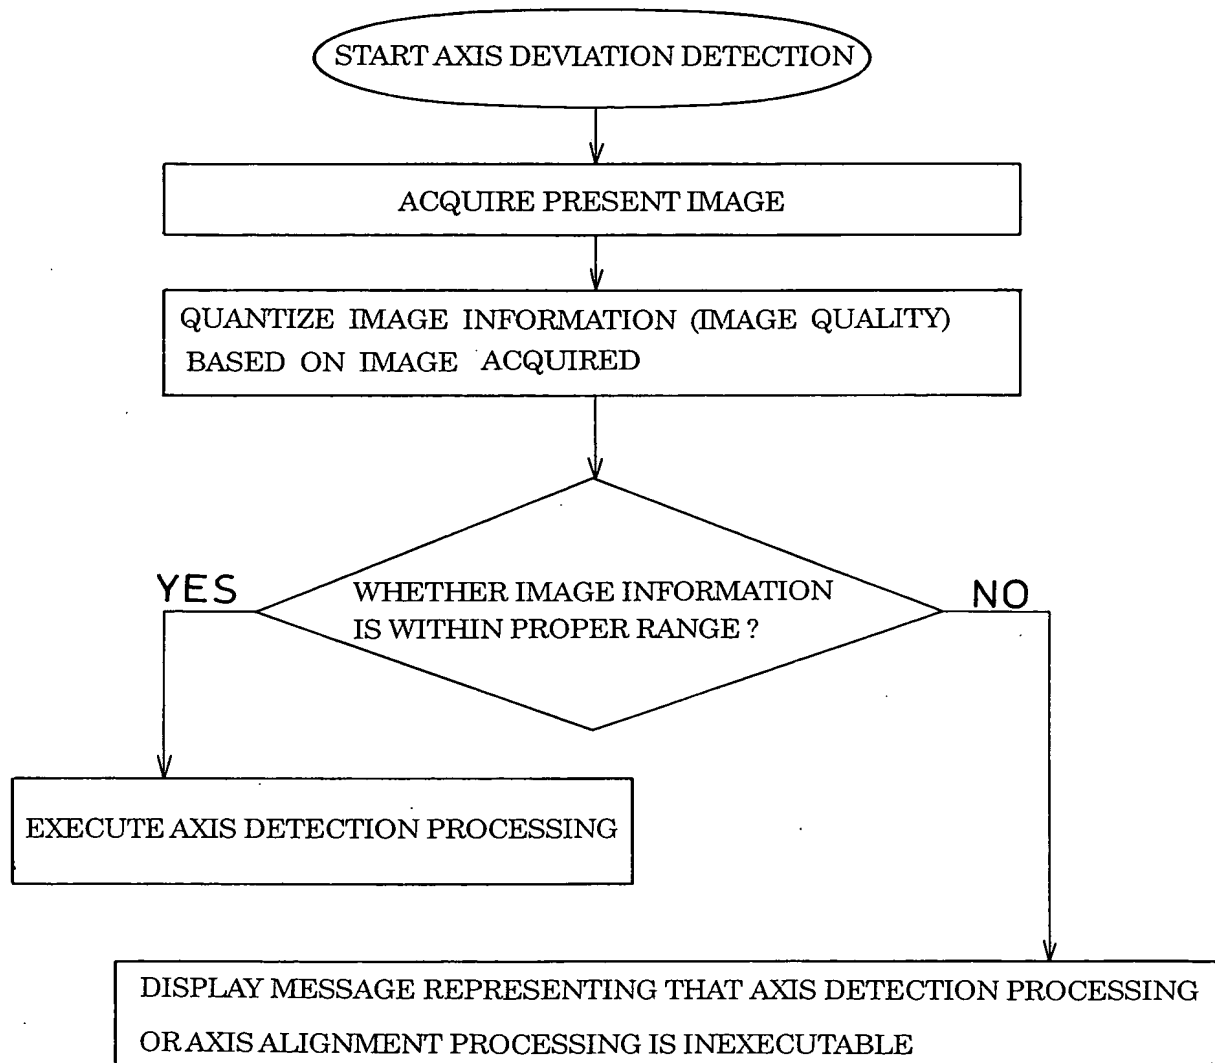 START AXIS DEVIATION DETECTION
ACQUIRE PRESENT IMAGE
QUANTIZE IMAGE INFORMATION (IMAGE QUALITY)
BASED ON IMAGE ACQUIRED
YES
WHETHER IMAGE INFORMATION
IS WITHIN PROPER RANGE ?
NO
EXECUTE AXIS DETECTION PROCESSING
DISPLAY MESSAGE REPRESENTING THAT AXIS DETECTION PROCESSING
OR AXIS ALIGNMENT PROCESSING IS INEXECUTABLE